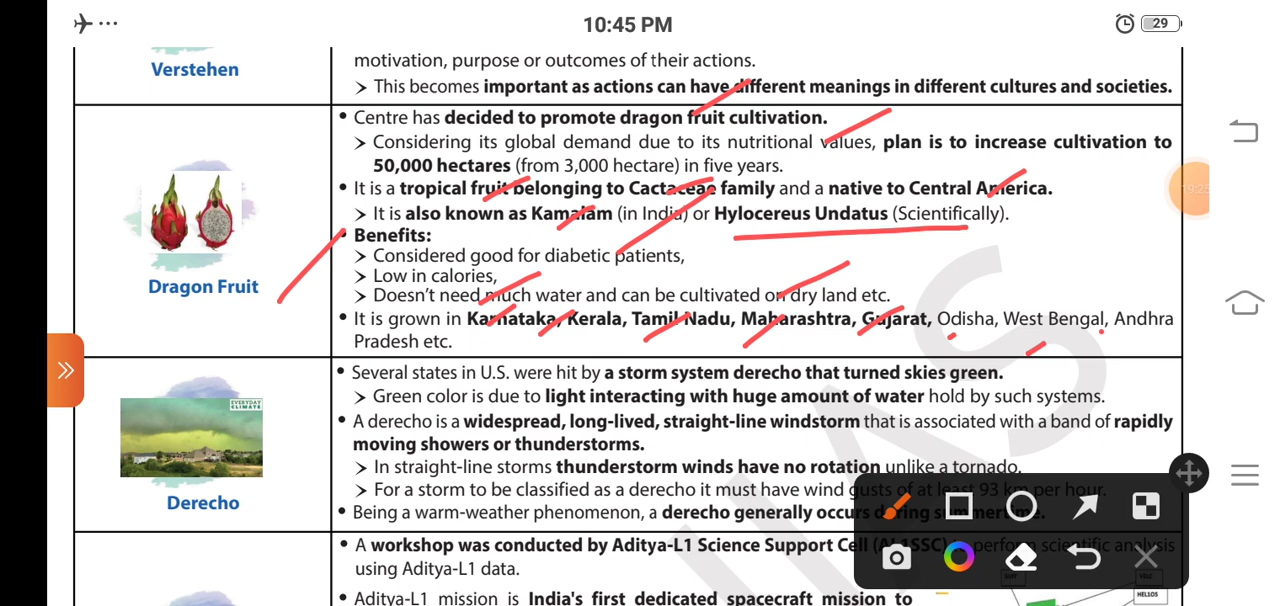 10:45 PM
29
motivation, purpose or outcomes of their actions.
Verstehen
➢ This becomes important as actions can have different meanings in different cultures and societies.
• Centre has decided to promote dragon fruit cultivation.
➢ Considering its global demand due to its nutritional values, plan is to increase cultivation to
50,000 hectares (from 3,000 hectare) in five years.
• It is a tropical fruit belonging to Cactaceae family and a native to Central America.
19:25
➢ It is also known as Kamalam (in India) or Hylocereus Undatus (Scientifically).
• Benefits:
➢ Considered good for diabetic patients,
➢ Low in calories,
Dragon Fruit
➢ Doesn't need much water and can be cultivated on dry land etc.
• It is grown in Karnataka, Kerala, Tamil Nadu, Maharashtra, Gujarat, Odisha, West Bengal, Andhra
Pradesh etc.
• Several states in U.S. were hit by a storm system derecho that turned skies green.
➢ Green color is due to light interacting with huge amount of water hold by such systems.
EVERYDAY
CLIMATE
• A derecho is a widespread, long-lived, straight-line windstorm that is associated with a band of rapidly
moving showers or thunderstorms.
➢ In straight-line storms thunderstorm winds have no rotation unlike a tornado.
➢ For a storm to be classified as a derecho it must have wind gusts of at least 93 km per hour.
Derecho
• Being a warm-weather phenomenon, a derecho generally occurs during summertime.
• A workshop was conducted by Aditya-L1 Science Support Cell (AL1SSC) to perform scientific analysis
using Aditya-L1 data.
HELIOS
• Aditya-L1 mission is India's first dedicated spacecraft mission to
IAS